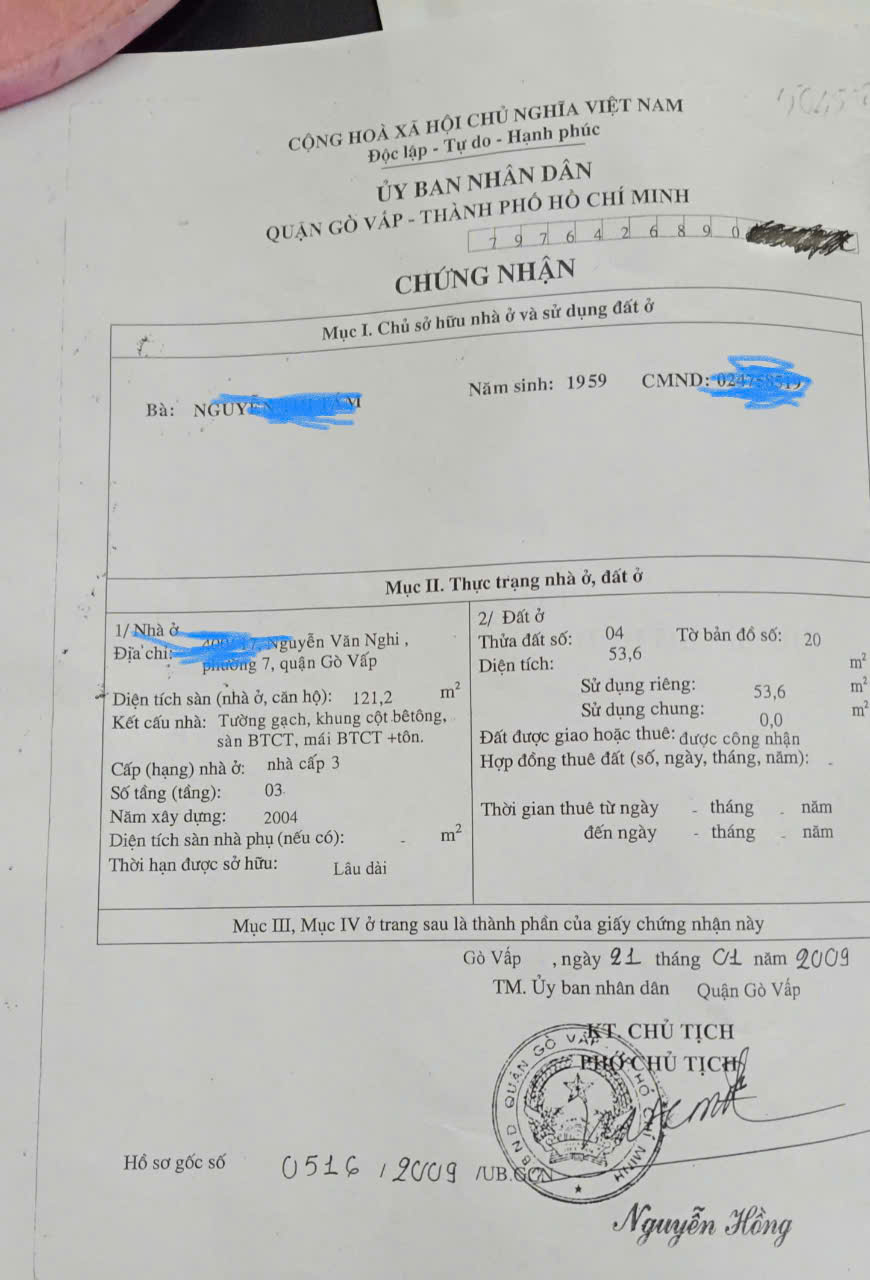 CỘNG HOÀ XÃ HỘI CHỦ NGHĨA VIỆT NAM
Độc lập - Tự do - Hạnh phúc
ỦY BAN NHÂN DÂN
QUẬN GÒ VẤP - THÀNH PHỐ HỒ CHÍ MINH
7 9 7 6 4 2 6 8 9 0
CHỨNG NHẬN
Mục I. Chủ sở hữu nhà ở và sử dụng đất ở
Bà: NGUYỄN Năm sinh: 1959 CMND:
Mục II. Thực trạng nhà ở, đất ở
1/ Nhà ở
Địa chỉ: Nguyễn Văn Nghi ,
phường 7, quận Gò Vấp
Diện tích sàn (nhà ở, căn hộ): 121,2 m²
Kết cấu nhà: Tường gạch, khung cột bêtông,
sàn BTCT, mái BTCT +tôn.
Cấp (hạng) nhà ở: nhà cấp 3
Số tầng (tầng): 03
Năm xây dựng: 2004
Diện tích sàn nhà phụ (nếu có): - m²
Thời hạn được sở hữu: Lâu dài
2/ Đất ở
Thửa đất số: 04 Tờ bản đồ số: 20
Diện tích: 53,6 m²
Sử dụng riêng: 53,6 m²
Sử dụng chung: 0,0 m²
Đất được giao hoặc thuê: được công nhận
Hợp đồng thuê đất (số, ngày, tháng, năm): -
Thời gian thuê từ ngày - tháng - năm
đến ngày - tháng - năm
Mục III, Mục IV ở trang sau là thành phần của giấy chứng nhận này
Gò Vấp , ngày 21 tháng 01 năm 2009
TM. Ủy ban nhân dân Quận Gò Vấp
KT. CHỦ TỊCH
PHÓ CHỦ TỊCH
Hồ sơ gốc số 0516 / 2009 /UB.GCN
Nguyễn Hồng